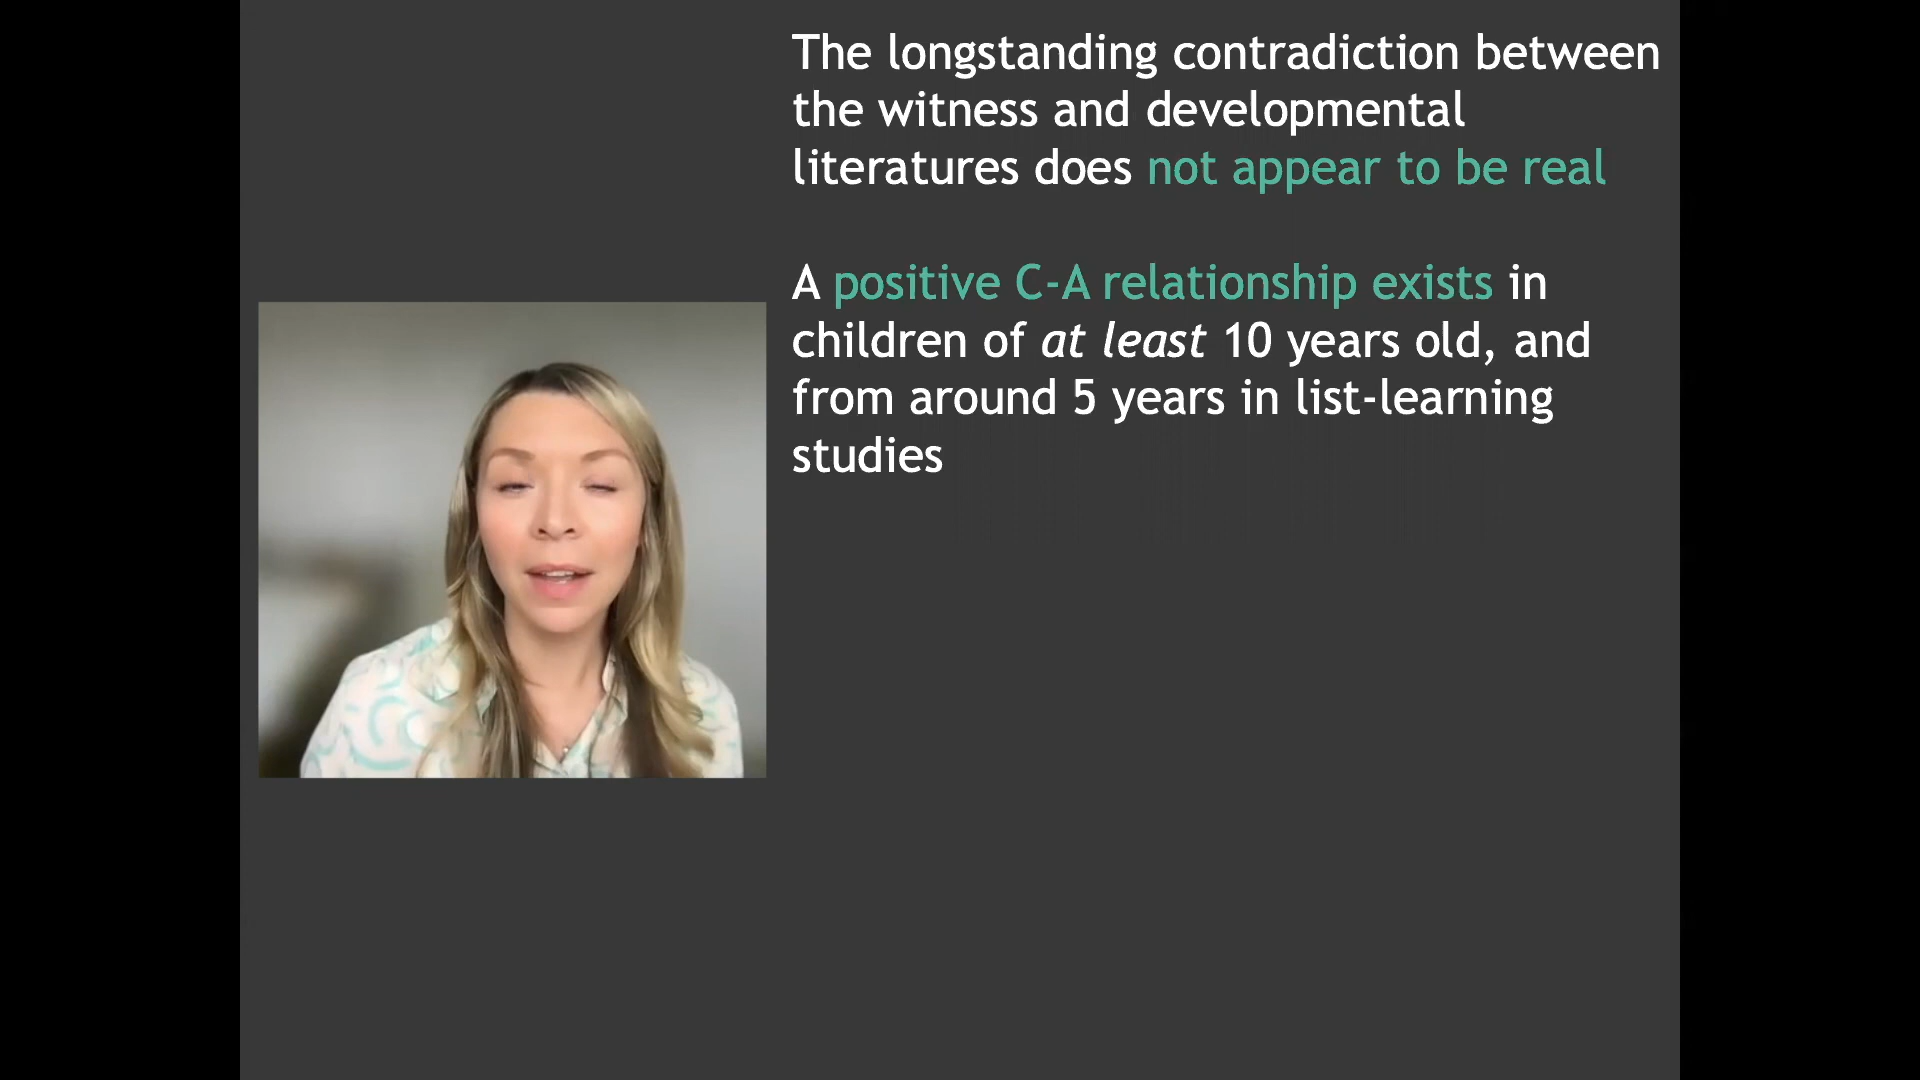 The longstanding contradiction between
the witness and developmental
literatures does not appear to be real
A positive C-A relationship exists in
children of at least 10 years old, and
from around 5 years in list-learning
studies